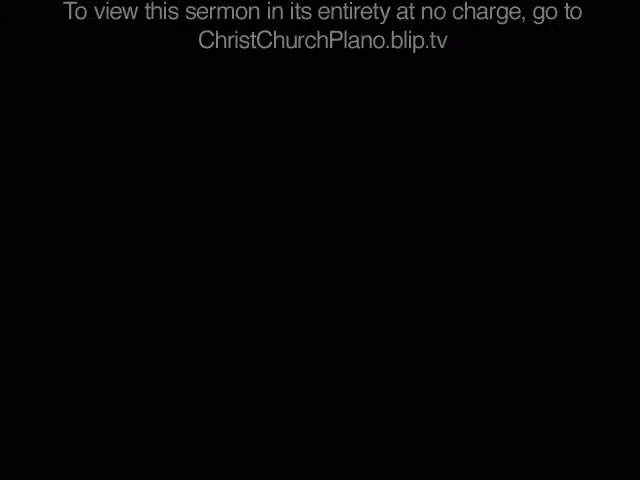 To view this sermon in its entirety at no charge, go to
ChristChurchPlano.blip.tv